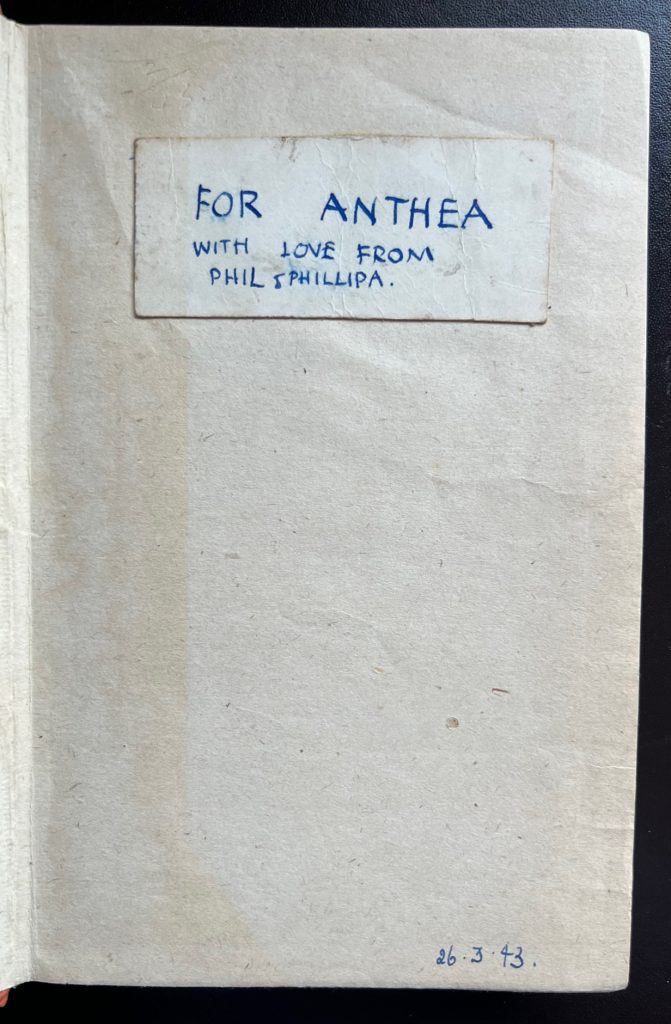 FOR ANTHEA
WITH LOVE FROM
PHIL & PHILLIPA.
26.3.43.